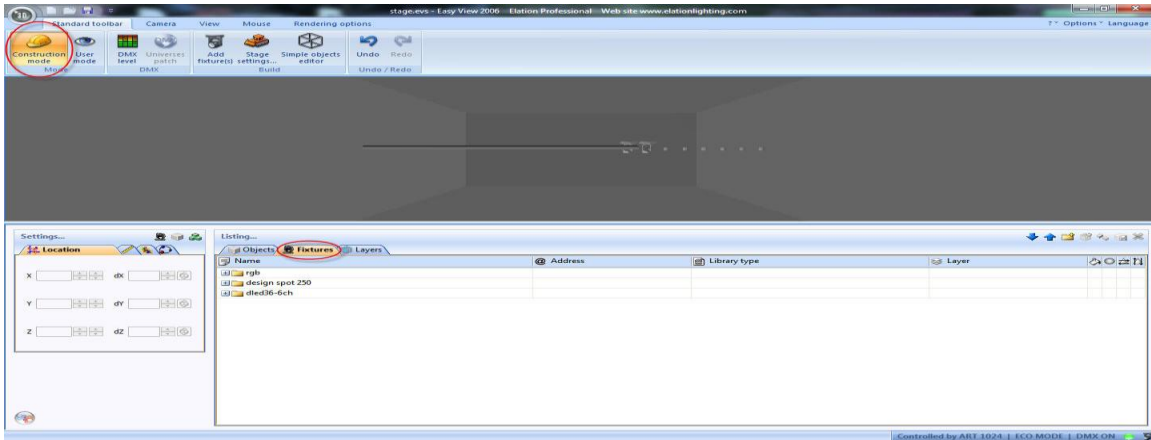 stage.evs - Easy View 2006 Elation Professional Web site www.elationlighting.com
Standard toolbar Camera View Mouse Rendering options ? Options Language
Construction mode User mode DMX level Universes patch Add fixture(s) Stage settings... Simple objects editor Undo Redo
Mode DMX Build Undo / Redo
Settings... Listing...
Location Objects Fixtures Layers
Name @ Address Library type Layer
X dX rgb
design spot 250
Y dY dled36-6ch
Z dZ
Controlled by ART 1024 | ECO MODE | DMX ON